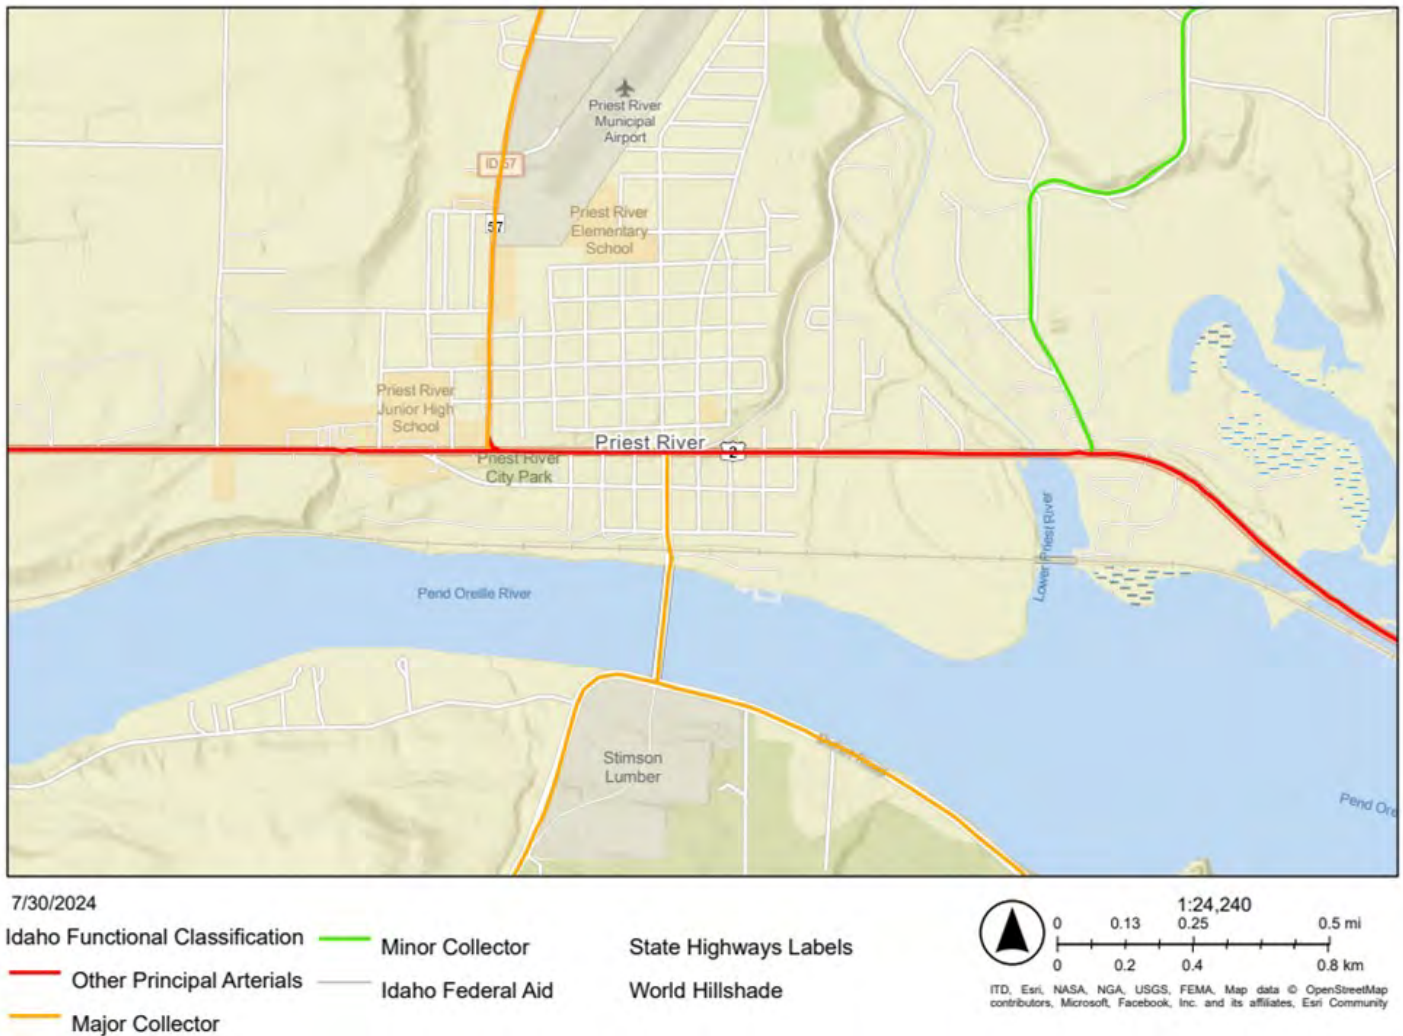 Priest River
Municipal
Airport
ID 57
57
Priest River
Elementary
School
Priest River
Junior High
School
Priest River
2
Priest River
City Park
Lower Priest River
Pend Oreille River
Stimson
Lumber
Pend Ore
7/30/2024
1:24,240
Idaho Functional Classification
Other Principal Arterials
Major Collector
Minor Collector
Idaho Federal Aid
State Highways Labels
World Hillshade
0 0.13 0.25 0.5 mi
0 0.2 0.4 0.8 km
ITD, Esri, NASA, NGA, USGS, FEMA, Map data © OpenStreetMap
contributors, Microsoft, Facebook, Inc. and its affiliates, Esri Community